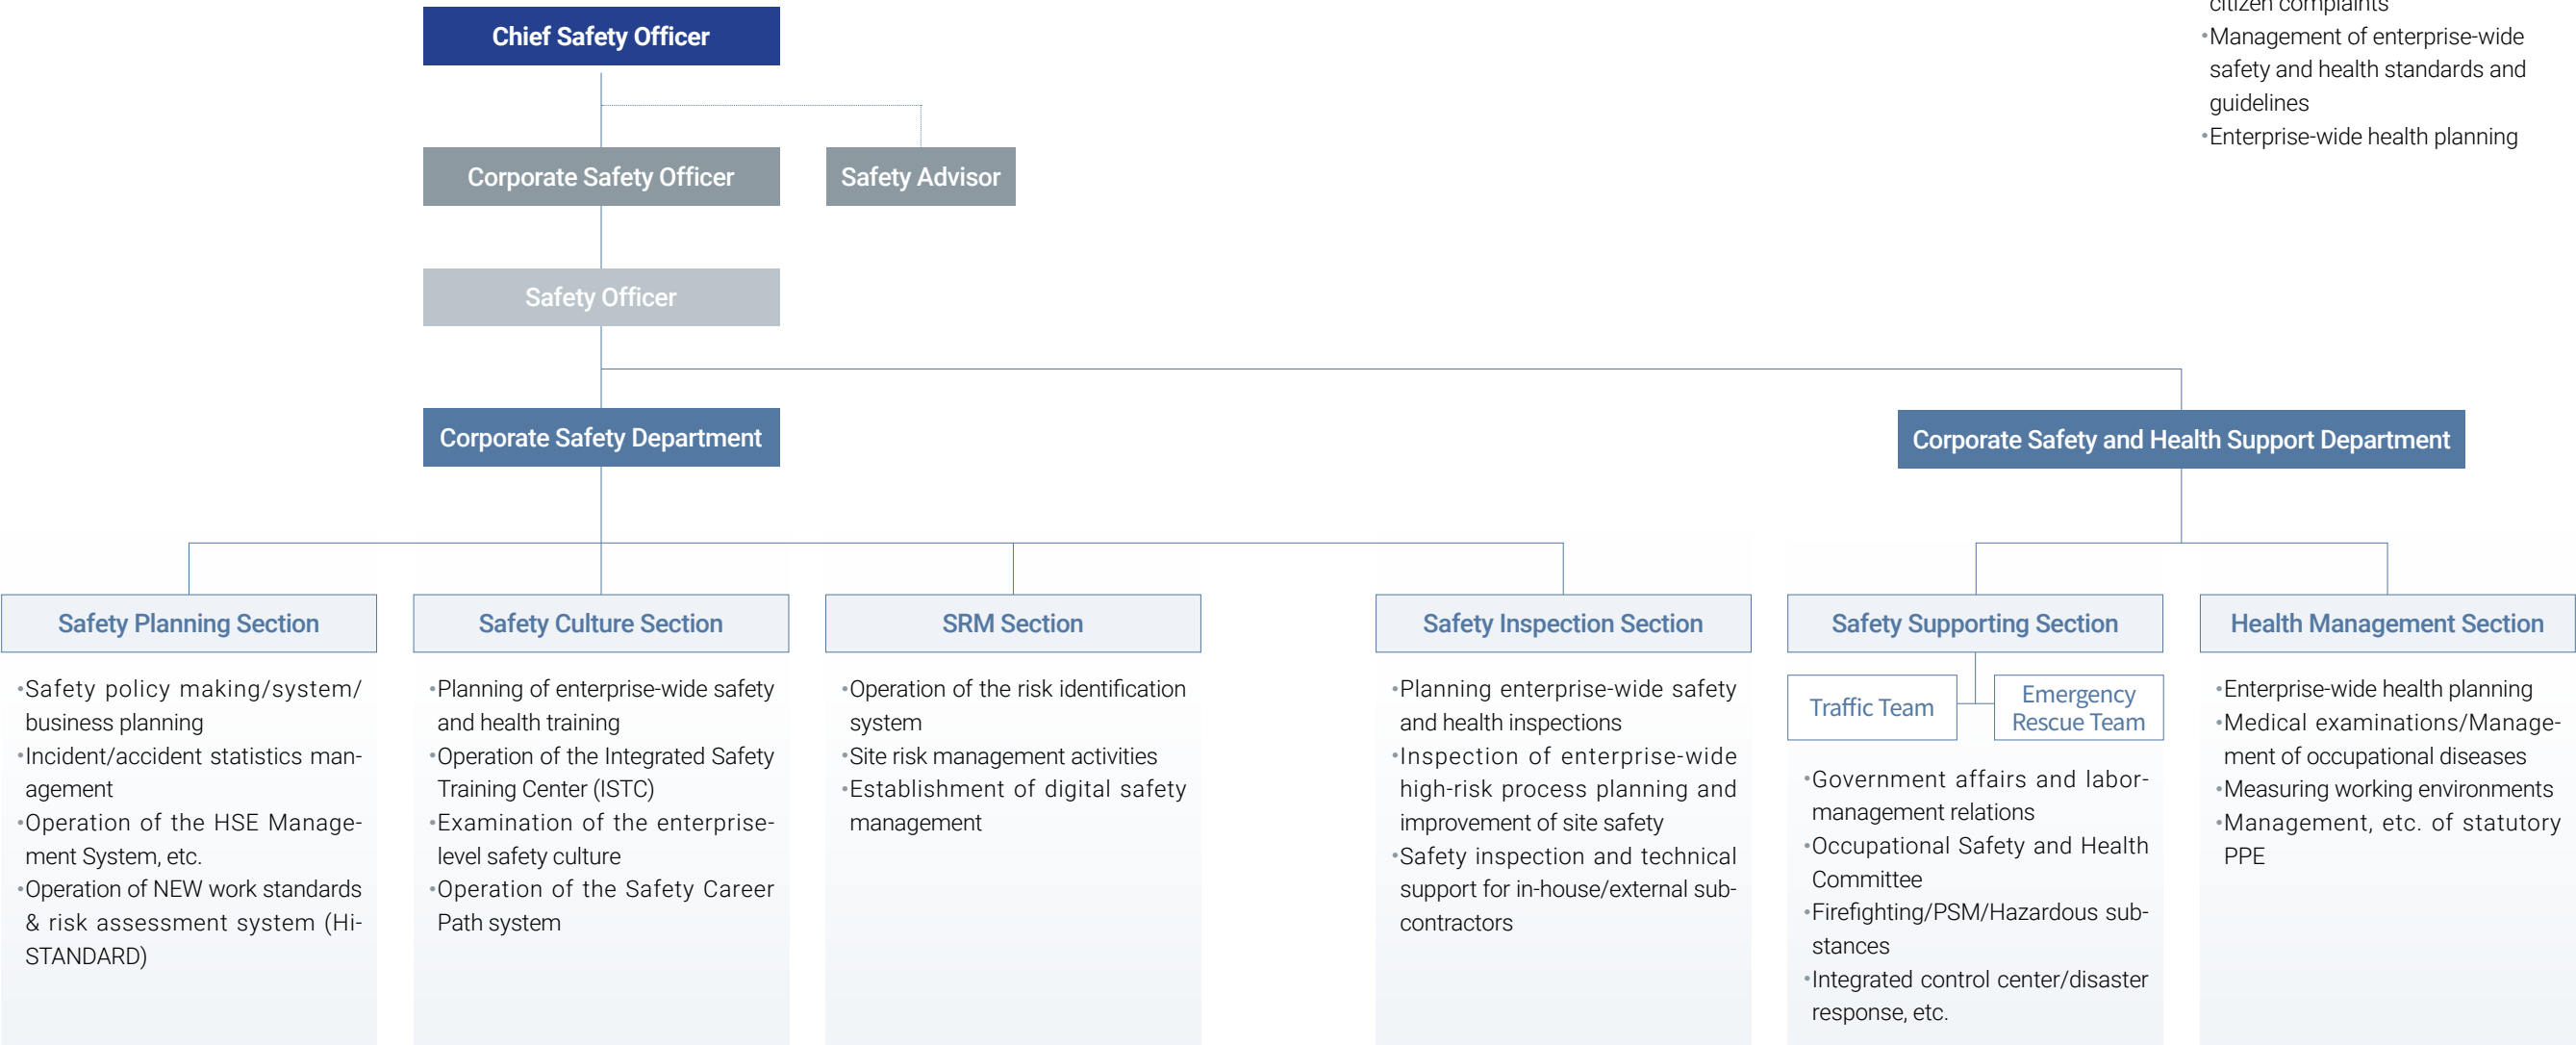 citizen complaints
•Management of enterprise-wide
safety and health standards and
guidelines
•Enterprise-wide health planning
Chief Safety Officer
Corporate Safety Officer
Safety Advisor
Safety Officer
Corporate Safety Department
Corporate Safety and Health Support Department
Safety Planning Section
•Safety policy making/system/
business planning
•Incident/accident statistics man-
agement
•Operation of the HSE Manage-
ment System, etc.
•Operation of NEW work standards
& risk assessment system (Hi-
STANDARD)
Safety Culture Section
•Planning of enterprise-wide safety
and health training
•Operation of the Integrated Safety
Training Center (ISTC)
•Examination of the enterprise-
level safety culture
•Operation of the Safety Career
Path system
SRM Section
•Operation of the risk identification
system
•Site risk management activities
•Establishment of digital safety
management
Safety Inspection Section
•Planning enterprise-wide safety
and health inspections
•Inspection of enterprise-wide
high-risk process planning and
improvement of site safety
•Safety inspection and technical
support for in-house/external sub-
contractors
Safety Supporting Section
Traffic Team
Emergency
Rescue Team
•Government affairs and labor-
management relations
•Occupational Safety and Health
Committee
•Firefighting/PSM/Hazardous sub-
stances
•Integrated control center/disaster
response, etc.
Health Management Section
•Enterprise-wide health planning
•Medical examinations/Manage-
ment of occupational diseases
•Measuring working environments
•Management, etc. of statutory
PPE